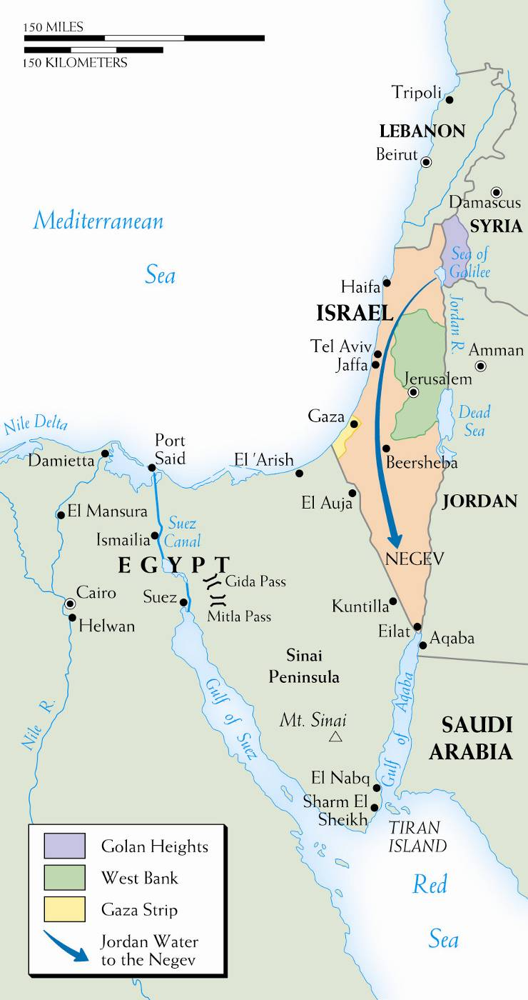 150 MILES
150 KILOMETERS
Tripoli
LEBANON
Beirut
Damascus
SYRIA
Mediterranean
Sea
Sea of
Galilee
Haifa
ISRAEL
Jordan R.
Tel Aviv
Jaffa
Amman
Jerusalem
Gaza
Dead
Sea
Nile Delta
Port
Said
Damietta
El 'Arish
Beersheba
El Auja
JORDAN
El Mansura
Suez
Canal
Ismailia
NEGEV
EGYPT
Gida Pass
Cairo
Suez
Mitla Pass
Kuntilla
Helwan
Eilat
Aqaba
Sinai
Peninsula
Gulf of Suez
Gulf of Aqaba
Nile R.
Mt. Sinai
SAUDI
ARABIA
El Nabq
Sharm El
Sheikh
TIRAN
ISLAND
Red
Sea
Golan Heights
West Bank
Gaza Strip
Jordan Water
to the Negev